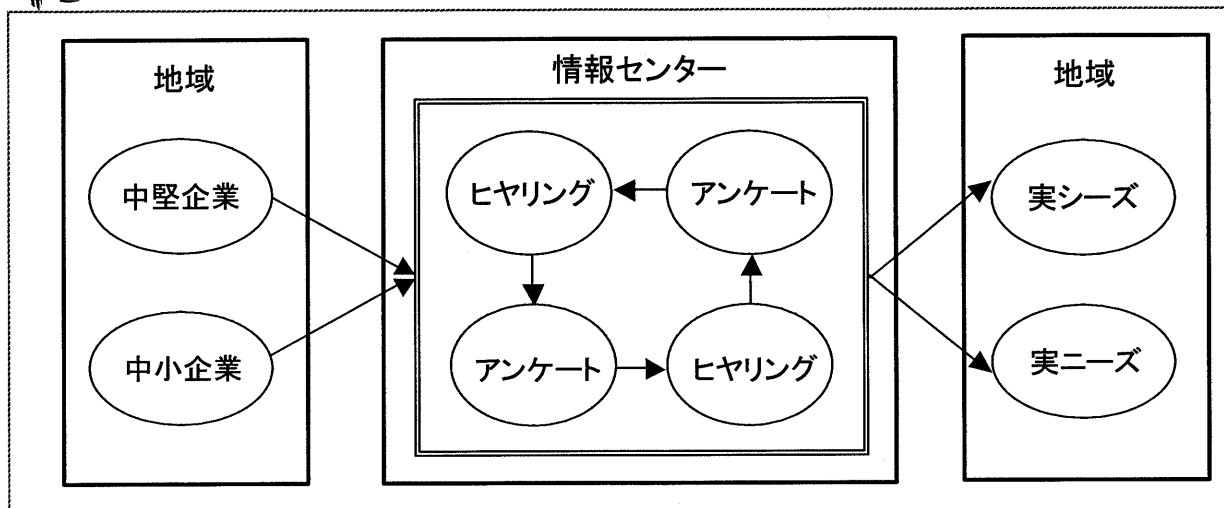 地域
中堅企業
中小企業
情報センター
ヒヤリング
アンケート
アンケート
ヒヤリング
地域
実シーズ
実ニーズ